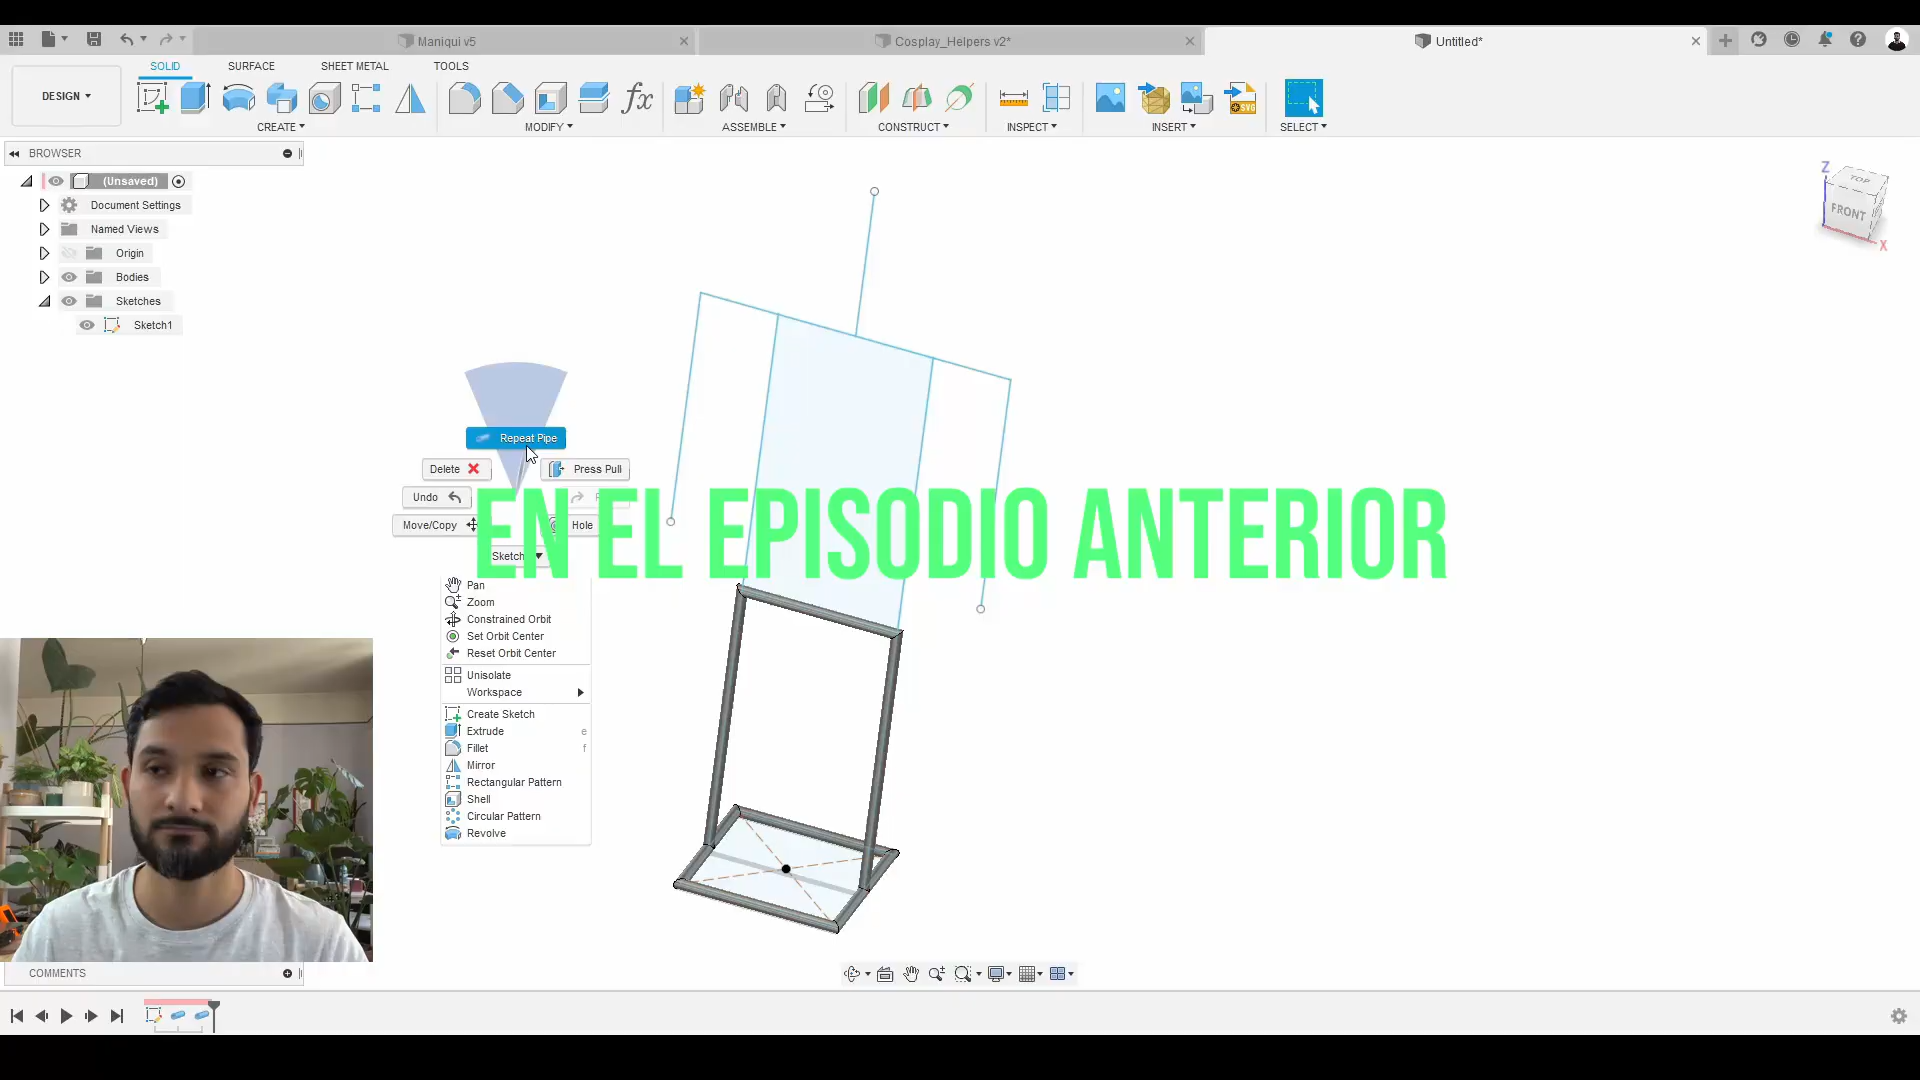 Maniqui v5
Cosplay_Helpers v2*
Untitled*
SOLID
SURFACE
SHEET METAL
TOOLS
DESIGN
CREATE
MODIFY
ASSEMBLE
CONSTRUCT
INSPECT
INSERT
SELECT
SVG
BROWSER
(Unsaved)
Document Settings
Named Views
Origin
Bodies
Sketches
Sketch1
Z
TOP
FRONT
X
Repeat Pipe
Delete
Press Pull
Undo
Move/Copy
Hole
Sketch
EN EL EPISODIO ANTERIOR
Pan
Zoom
Constrained Orbit
Set Orbit Center
Reset Orbit Center
Unisolate
Workspace
Create Sketch
Extrude e
Fillet f
Mirror
Rectangular Pattern
Shell
Circular Pattern
Revolve
COMMENTS